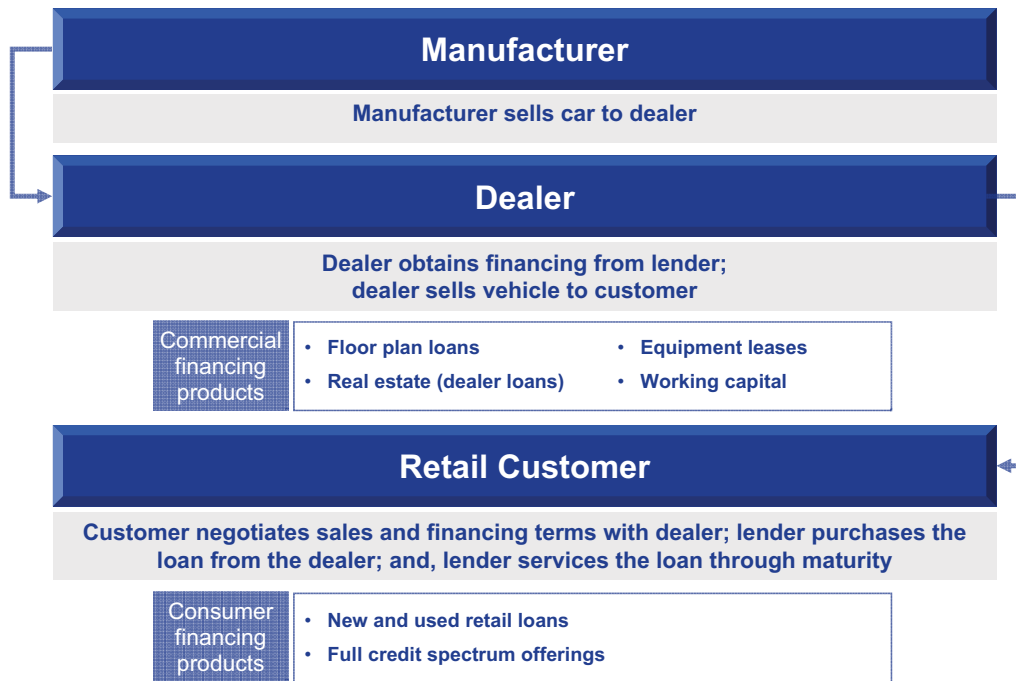 Manufacturer
Manufacturer sells car to dealer
Dealer
Dealer obtains financing from lender;
dealer sells vehicle to customer
Commercial
financing
products
• Floor plan loans
• Real estate (dealer loans)
• Equipment leases
• Working capital
Retail Customer
Customer negotiates sales and financing terms with dealer; lender purchases the
loan from the dealer; and, lender services the loan through maturity
Consumer
financing
products
• New and used retail loans
• Full credit spectrum offerings